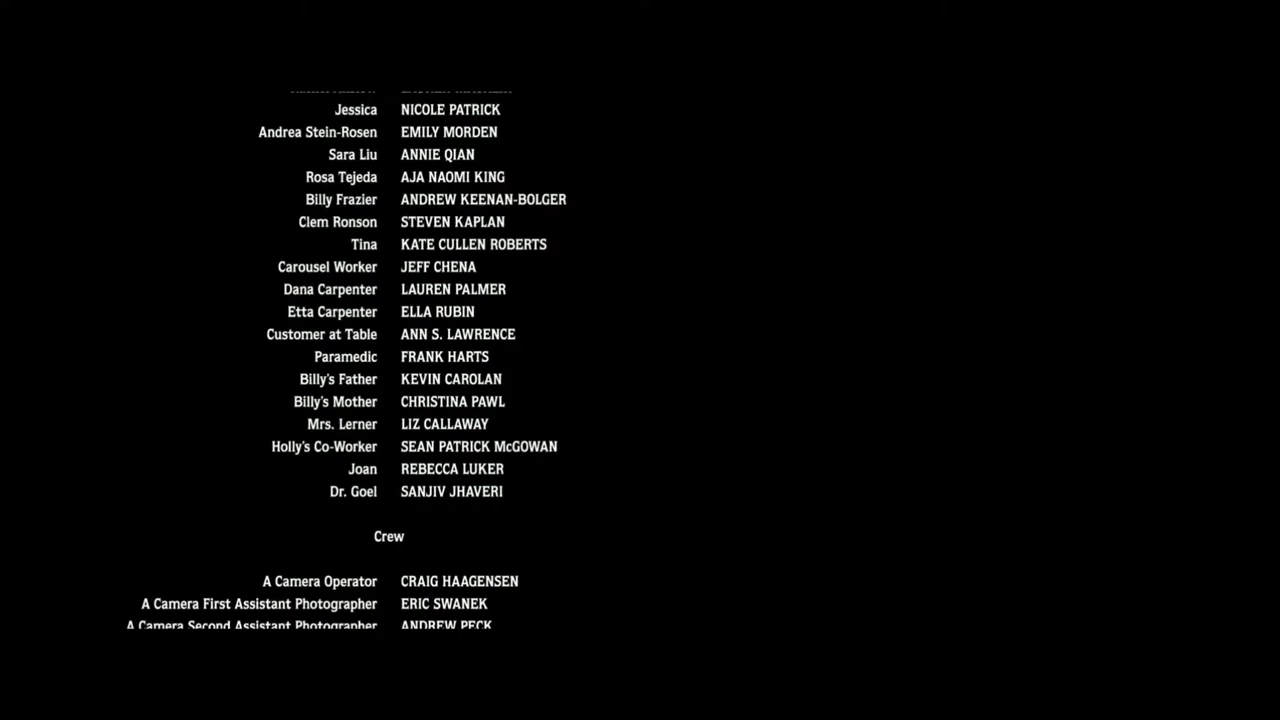 Jessica NICOLE PATRICK
Andrea Stein-Rosen EMILY MORDEN
Sara Liu ANNIE QIAN
Rosa Tejeda AJA NAOMI KING
Billy Frazier ANDREW KEENAN-BOLGER
Clem Ronson STEVEN KAPLAN
Tina KATE CULLEN ROBERTS
Carousel Worker JEFF CHENA
Dana Carpenter LAUREN PALMER
Etta Carpenter ELLA RUBIN
Customer at Table ANN S. LAWRENCE
Paramedic FRANK HARTS
Billy's Father KEVIN CAROLAN
Billy's Mother CHRISTINA PAWL
Mrs. Lerner LIZ CALLAWAY
Holly's Co-Worker SEAN PATRICK McGOWAN
Joan REBECCA LUKER
Dr. Goel SANJIV JHAVERI
Crew
A Camera Operator CRAIG HAAGENSEN
A Camera First Assistant Photographer ERIC SWANEK
A Camera Second Assistant Photographer ANDREW PECK